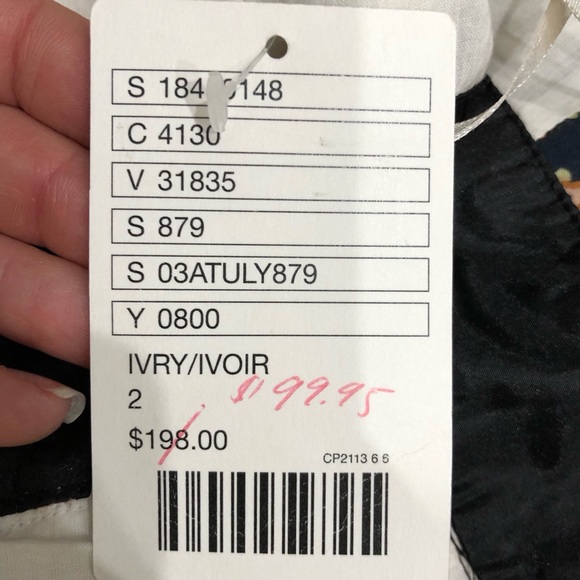 S
C 4130
V 31835
S 879
S 03ATULY879
Y 0800
IVRY/IVOIR
2 $99.95
$198.00
CP2113 6 6